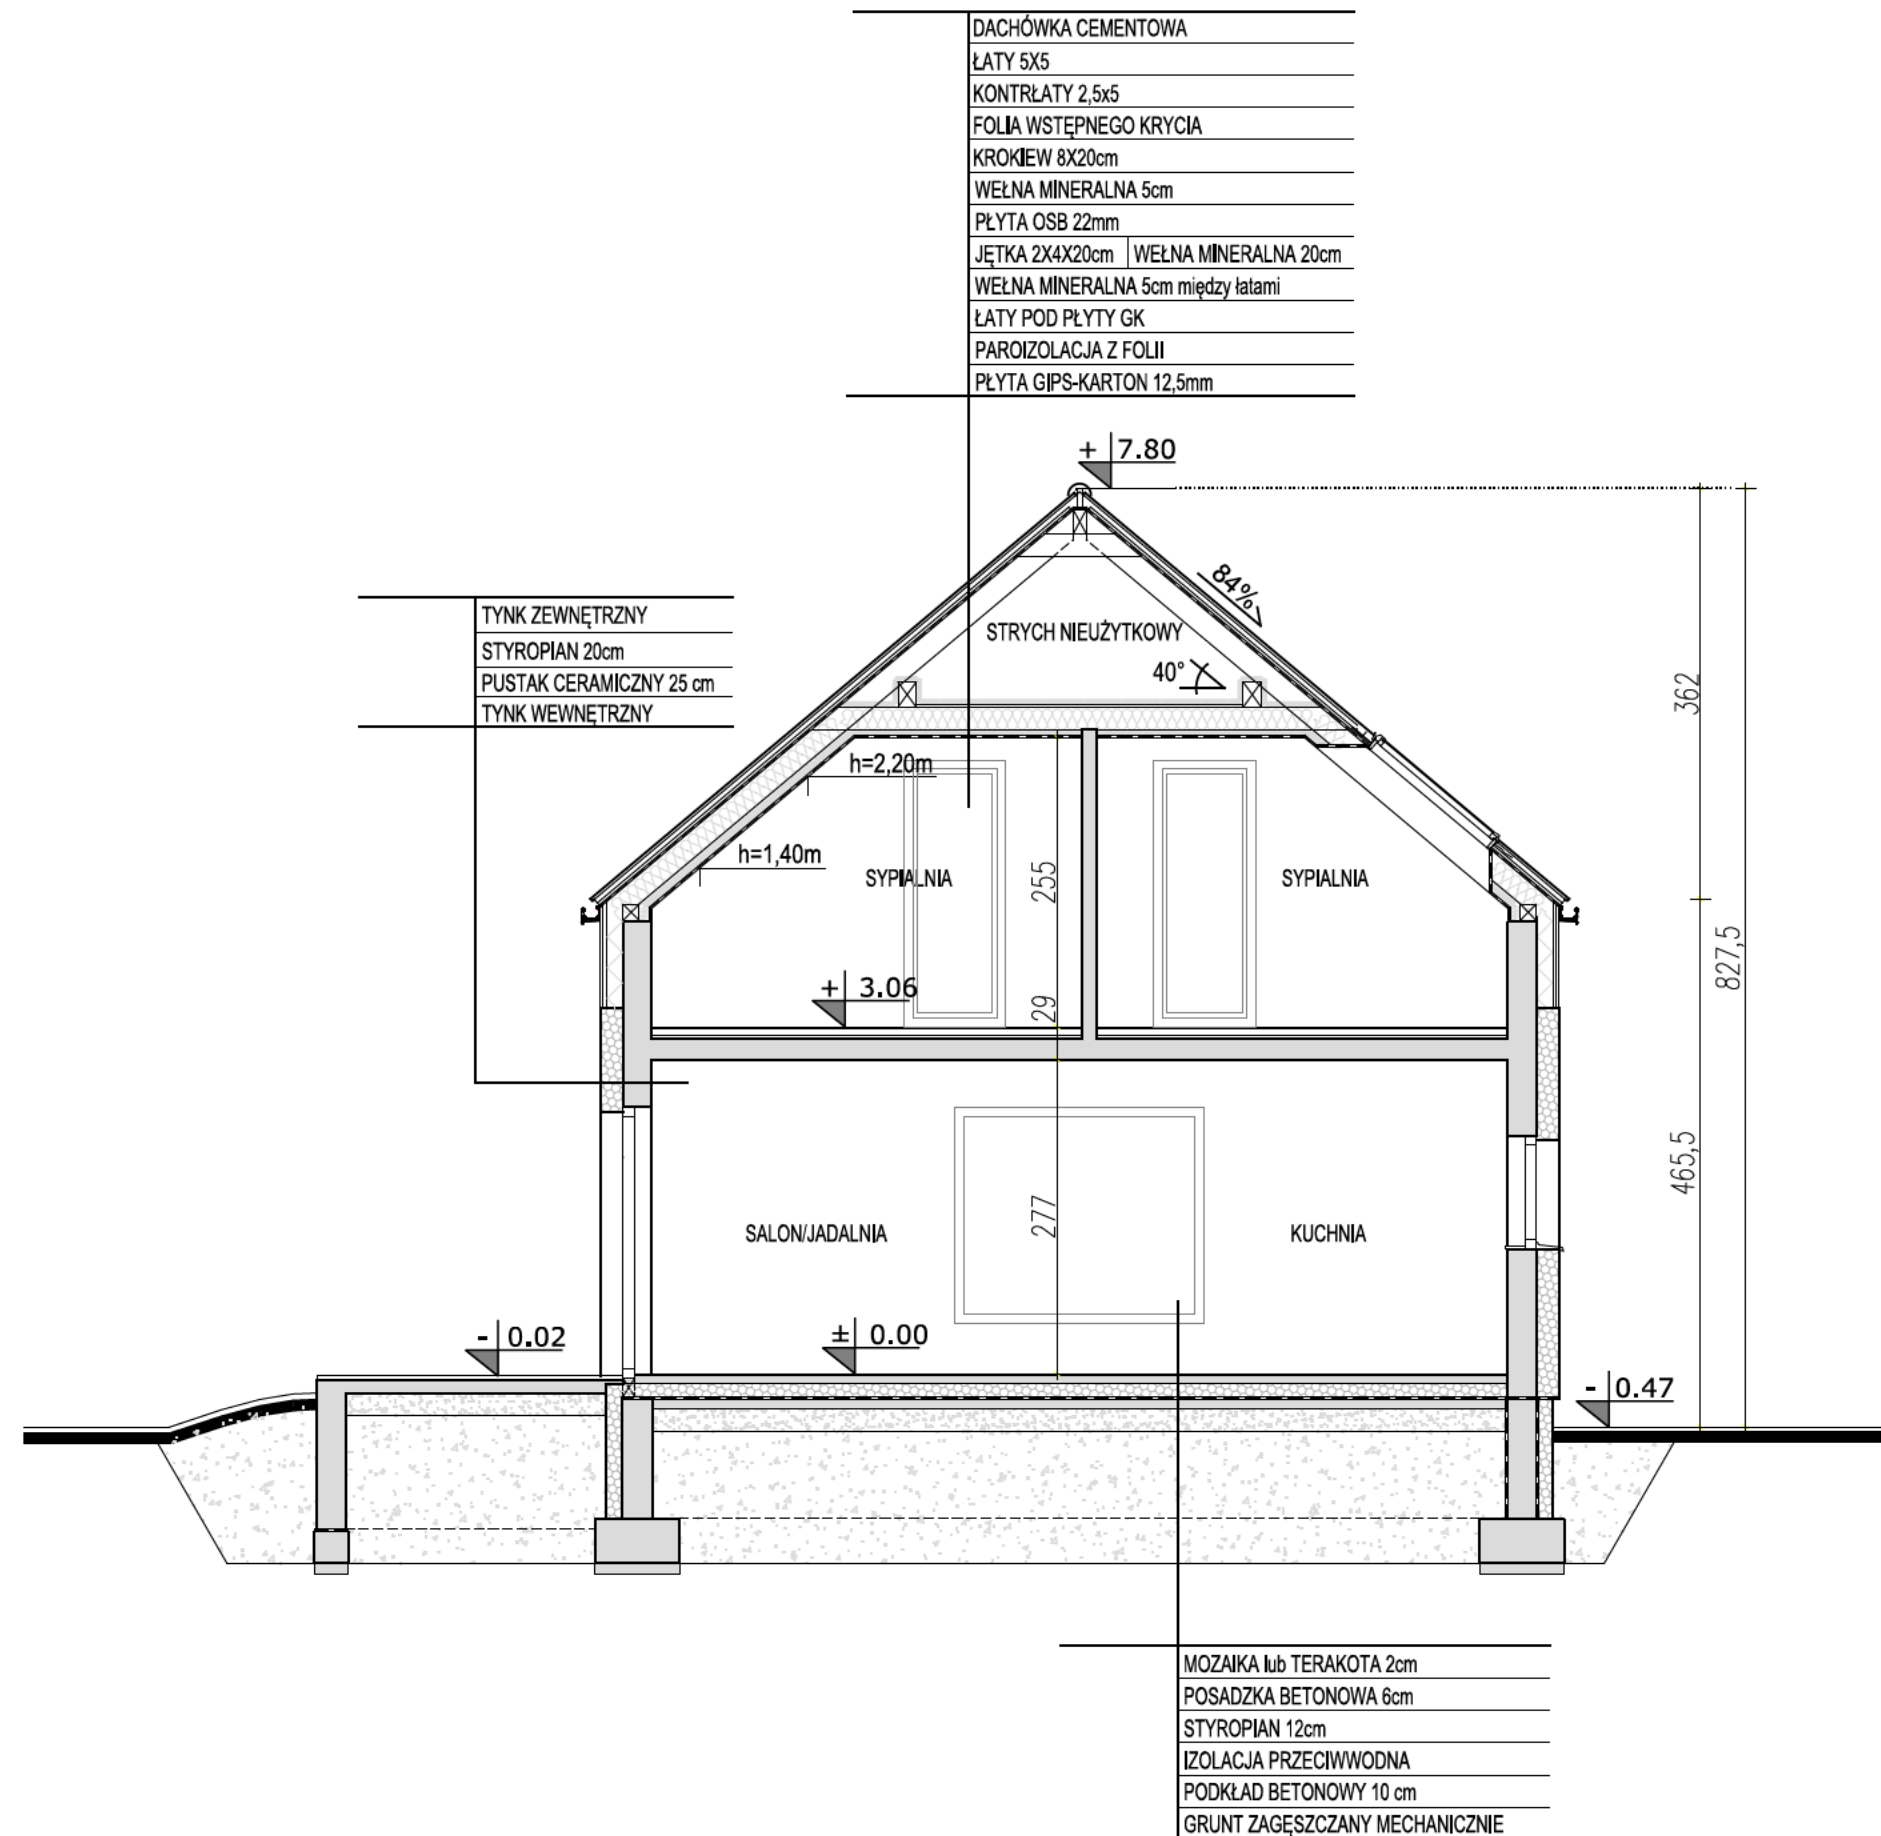 DACHÓWKA CEMENTOWA
ŁATY 5X5
KONTRŁATY 2,5x5
FOLIA WSTĘPNEGO KRYCIA
KROKIEW 8X20cm
WEŁNA MINERALNA 5cm
PŁYTA OSB 22mm
JĘTKA 2X4X20cm WEŁNA MINERALNA 20cm
WEŁNA MINERALNA 5cm między łatami
ŁATY POD PŁYTY GK
PAROIZOLACJA Z FOLII
PŁYTA GIPS-KARTON 12,5mm
+ 7.80
84%
TYNK ZEWNĘTRZNY
STYROPIAN 20cm
PUSTAK CERAMICZNY 25 cm
TYNK WEWNĘTRZNY
STRYCH NIEUŻYTKOWY
40°
362
h=2,20m
h=1,40m
SYPIALNIA
255
SYPIALNIA
827,5
+ 3.06
29
465,5
277
SALON/JADALNIA
KUCHNIA
- 0.02
± 0.00
- 0.47
MOZAIKA lub TERAKOTA 2cm
POSADZKA BETONOWA 6cm
STYROPIAN 12cm
IZOLACJA PRZECIWWODNA
PODKŁAD BETONOWY 10 cm
GRUNT ZAGĘSZCZANY MECHANICZNIE